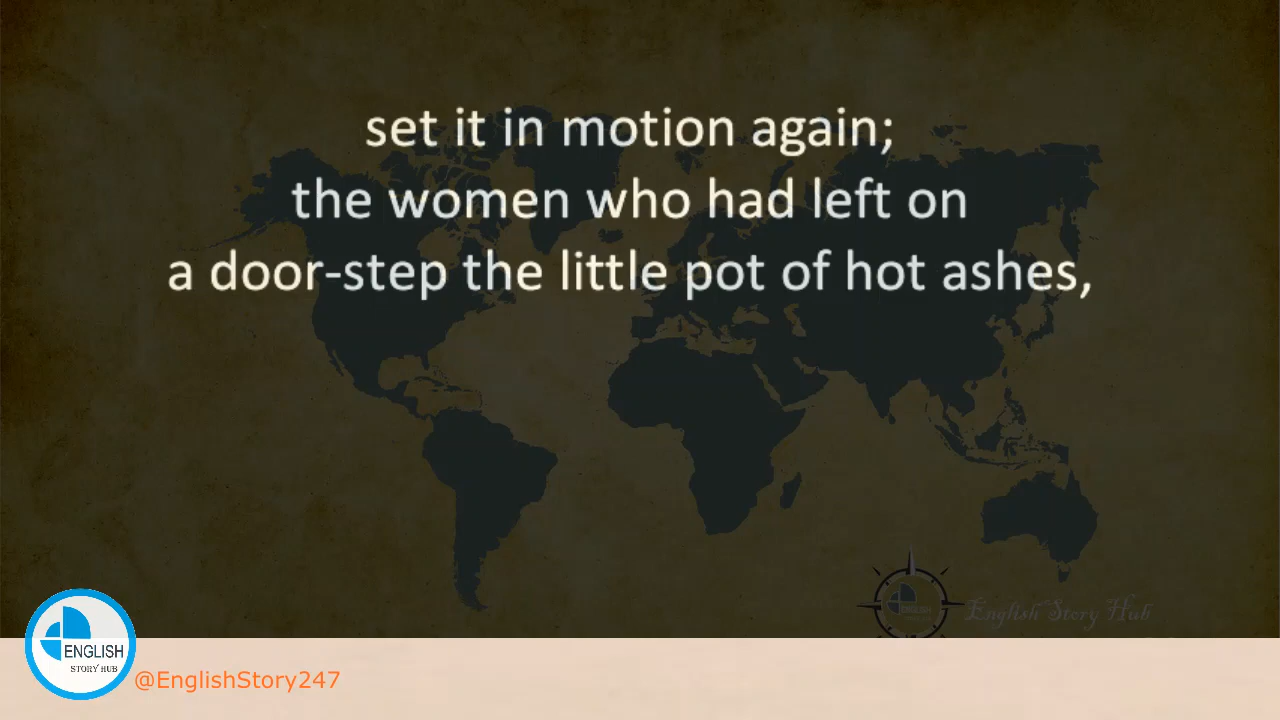 set it in motion again;
the women who had left on
a door-step the little pot of hot ashes,
English Story Hub
ENGLISH
STORY HUB
@EnglishStory247